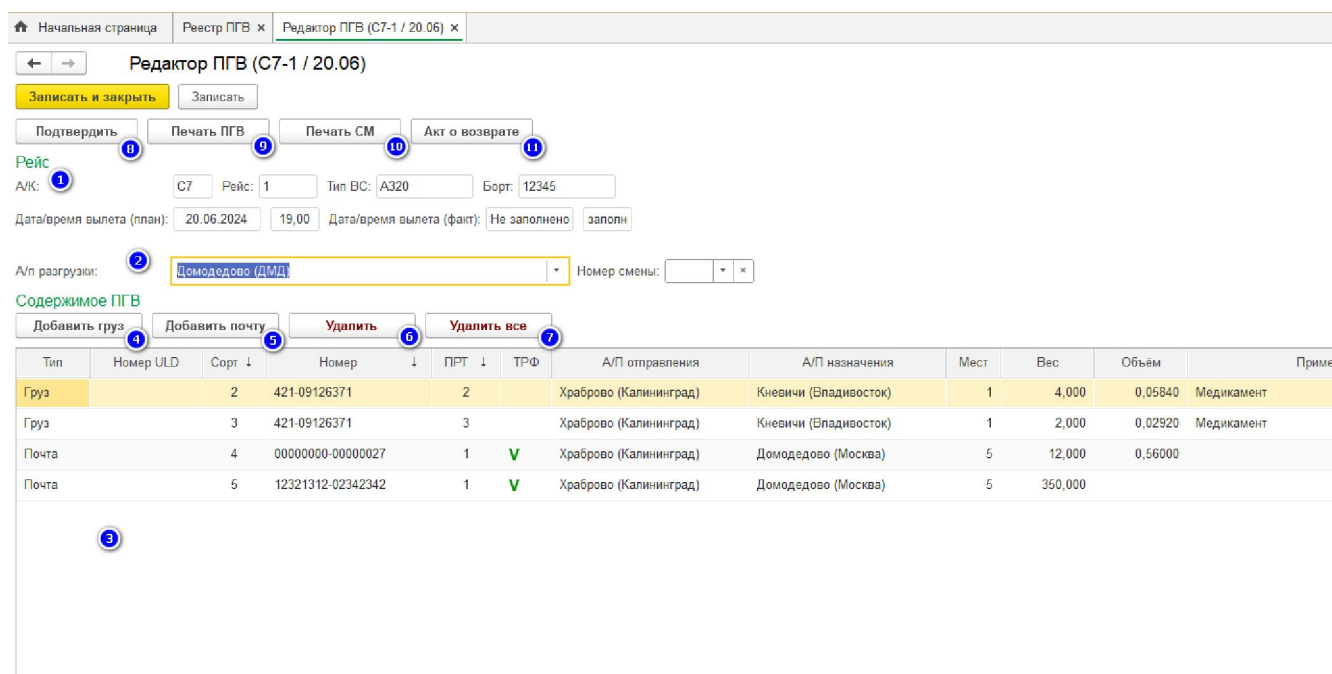 Начальная страница Реестр ПГВ × Редактор ПГВ (С7-1 / 20.06) ×
← → Редактор ПГВ (С7-1 / 20.06)
Записать и закрыть Записать
Подтвердить 8 Печать ПГВ 9 Печать СМ 10 Акт о возврате 11
Рейс
А/К: 1 С7 Рейс: 1 Тип ВС: А320 Борт: 12345
Дата/время вылета (план): 20.06.2024 19,00 Дата/время вылета (факт): Не заполнено заполн
А/п разгрузки: 2 Домодедово (ДМД) Номер смены: ×
Содержимое ПГВ
Добавить груз 4 Добавить почту 5 Удалить 6 Удалить все 7
Тип Номер ULD Сорт ↓ Номер ↓ ПРТ ↓ ТРФ А/П отправления А/П назначения Мест Вес Объём Приме
Груз 2 421-09126371 2 Храброво (Калининград) Кневичи (Владивосток) 1 4,000 0,05840 Медикамент
Груз 3 421-09126371 3 Храброво (Калининград) Кневичи (Владивосток) 1 2,000 0,02920 Медикамент
Почта 4 00000000-00000027 1 V Храброво (Калининград) Домодедово (Москва) 5 12,000 0,56000
Почта 5 12321312-02342342 1 V Храброво (Калининград) Домодедово (Москва) 5 350,000
3